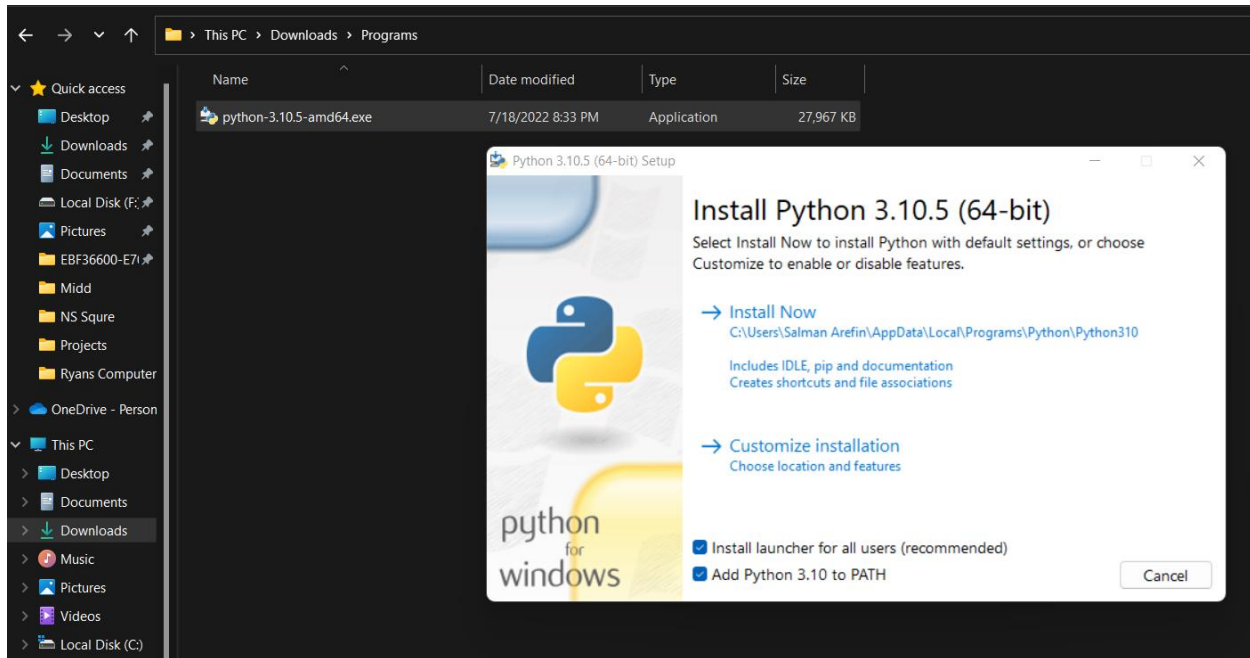 This PC > Downloads > Programs
Name Date modified Type Size
python-3.10.5-amd64.exe 7/18/2022 8:33 PM Application 27,967 KB
Quick access
Desktop
Downloads
Documents
Local Disk (F:)
Pictures
EBF36600-E7
Midd
NS Squre
Projects
Ryans Computer
OneDrive - Person
This PC
Desktop
Documents
Downloads
Music
Pictures
Videos
Local Disk (C:)
Python 3.10.5 (64-bit) Setup
Install Python 3.10.5 (64-bit)
Select Install Now to install Python with default settings, or choose
Customize to enable or disable features.
Install Now
C:\Users\Salman Arefin\AppData\Local\Programs\Python\Python310
Includes IDLE, pip and documentation
Creates shortcuts and file associations
Customize installation
Choose location and features
python
for
windows
Install launcher for all users (recommended)
Add Python 3.10 to PATH
Cancel